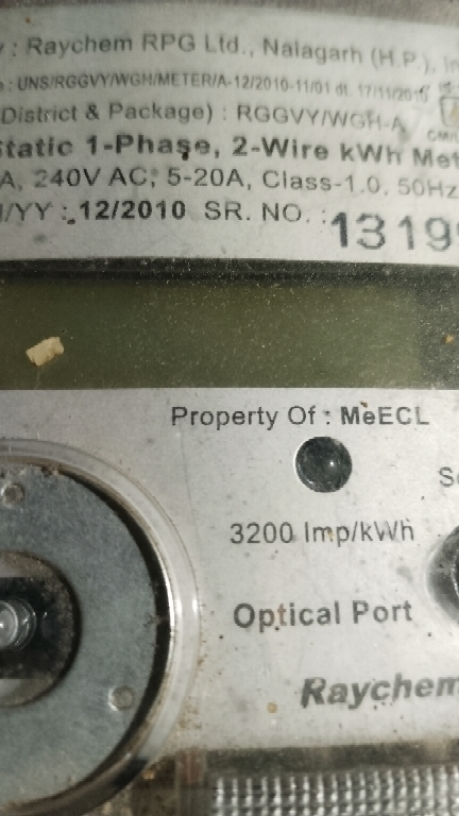 : Raychem RPG Ltd., Nalagarh (H.P.), In
: UNS/RGGVY/WGH/METER/A-12/2010-11/01 dt. 17/11/2010
District & Package) : RGGVY/WGH-A
Static 1-Phase, 2-Wire kWh Met
A, 240V AC; 5-20A, Class-1.0, 50Hz
/YY : 12/2010 SR. NO. : 13199
Property Of : MeECL
3200 Imp/kWh
Optical Port
Raychem